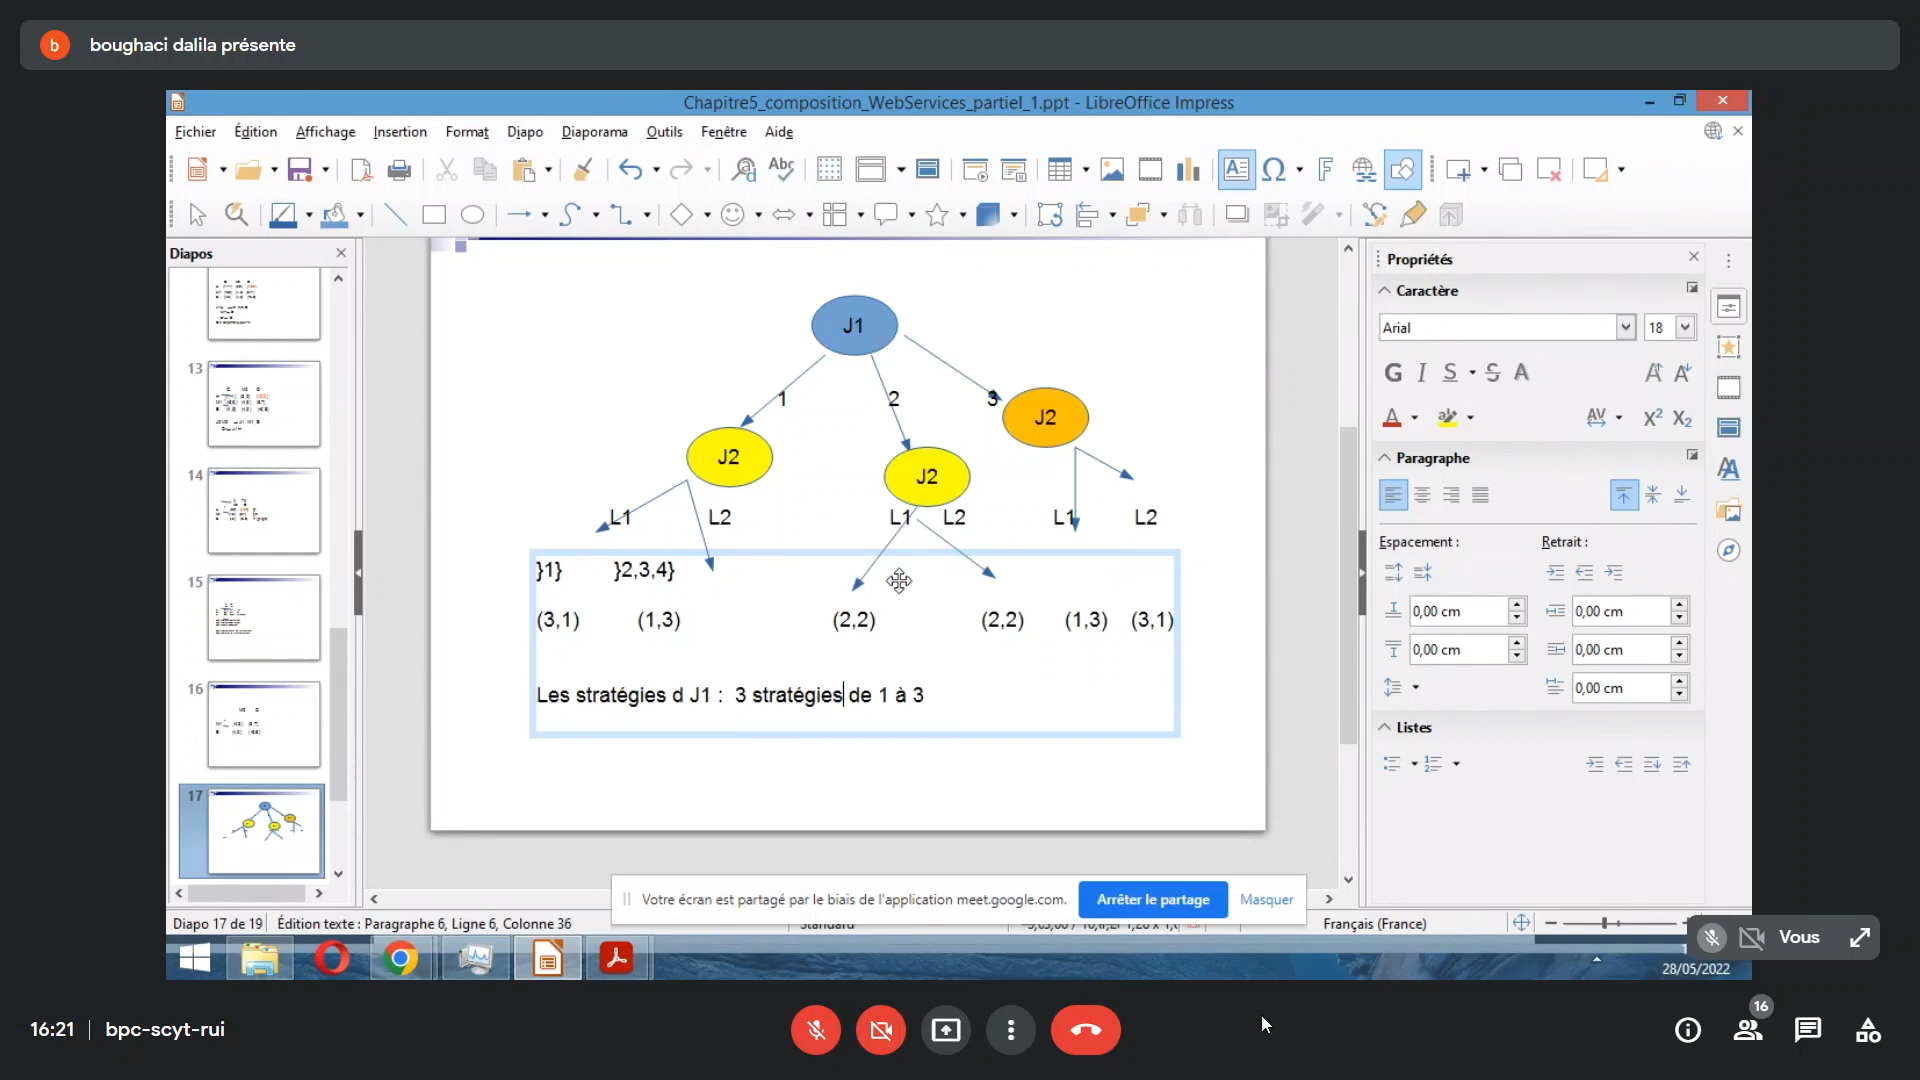 b boughaci dalila présente
Chapitre5_composition_WebServices_partiel_1.ppt - LibreOffice Impress
Fichier Édition Affichage Insertion Format Diapo Diaporama Outils Fenêtre Aide
Diapos
13
14
15
16
17
J1
1 2 3
J2
J2
J2
L1 L2 L1 L2 L1 L2
}1} }2,3,4}
(3,1) (1,3) (2,2) (2,2) (1,3) (3,1)
Les stratégies d J1 : 3 stratégies de 1 à 3
Propriétés
Caractère
Arial 18
Paragraphe
Espacement : Retrait :
0,00 cm 0,00 cm
0,00 cm 0,00 cm
0,00 cm
Listes
Votre écran est partagé par le biais de l'application meet.google.com. Arrêter le partage Masquer
Diapo 17 de 19 Édition texte : Paragraphe 6, Ligne 6, Colonne 36 Standard Français (France)
Vous
28/05/2022
16:21 bpc-scyt-rui
16